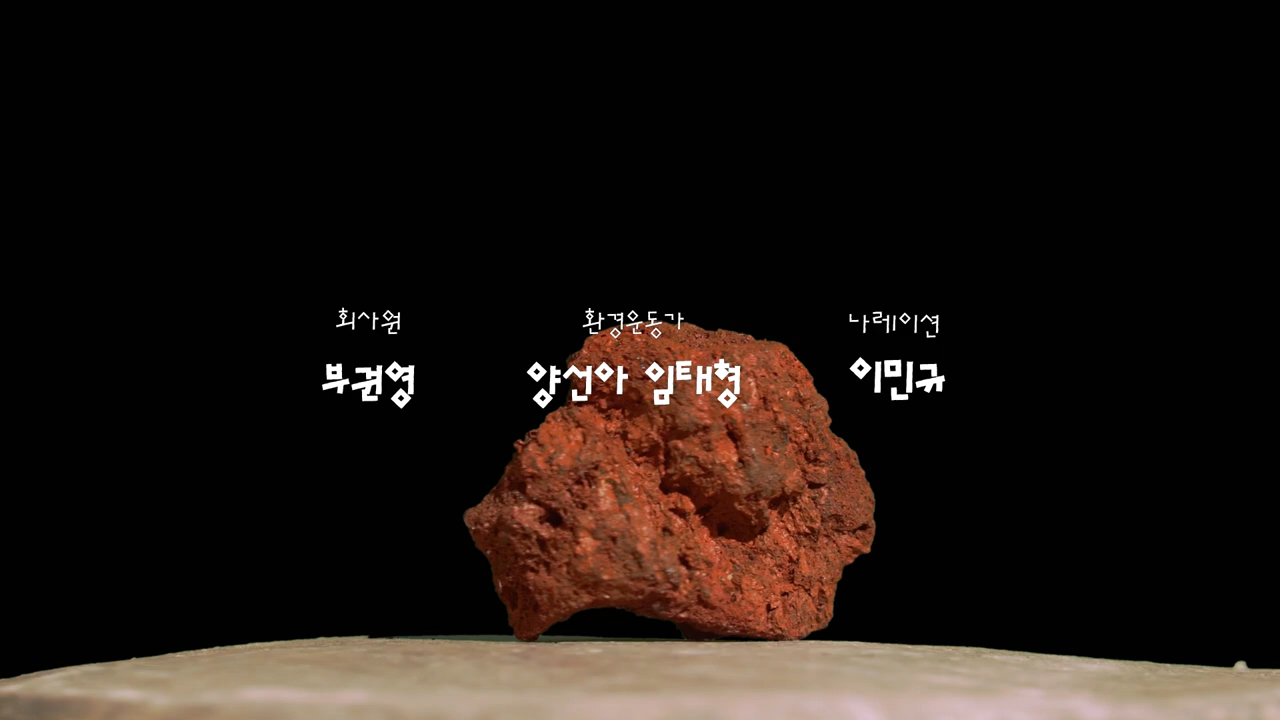 회사원
무권영
환경운동가
양선아 임태형
나레이션
이민규